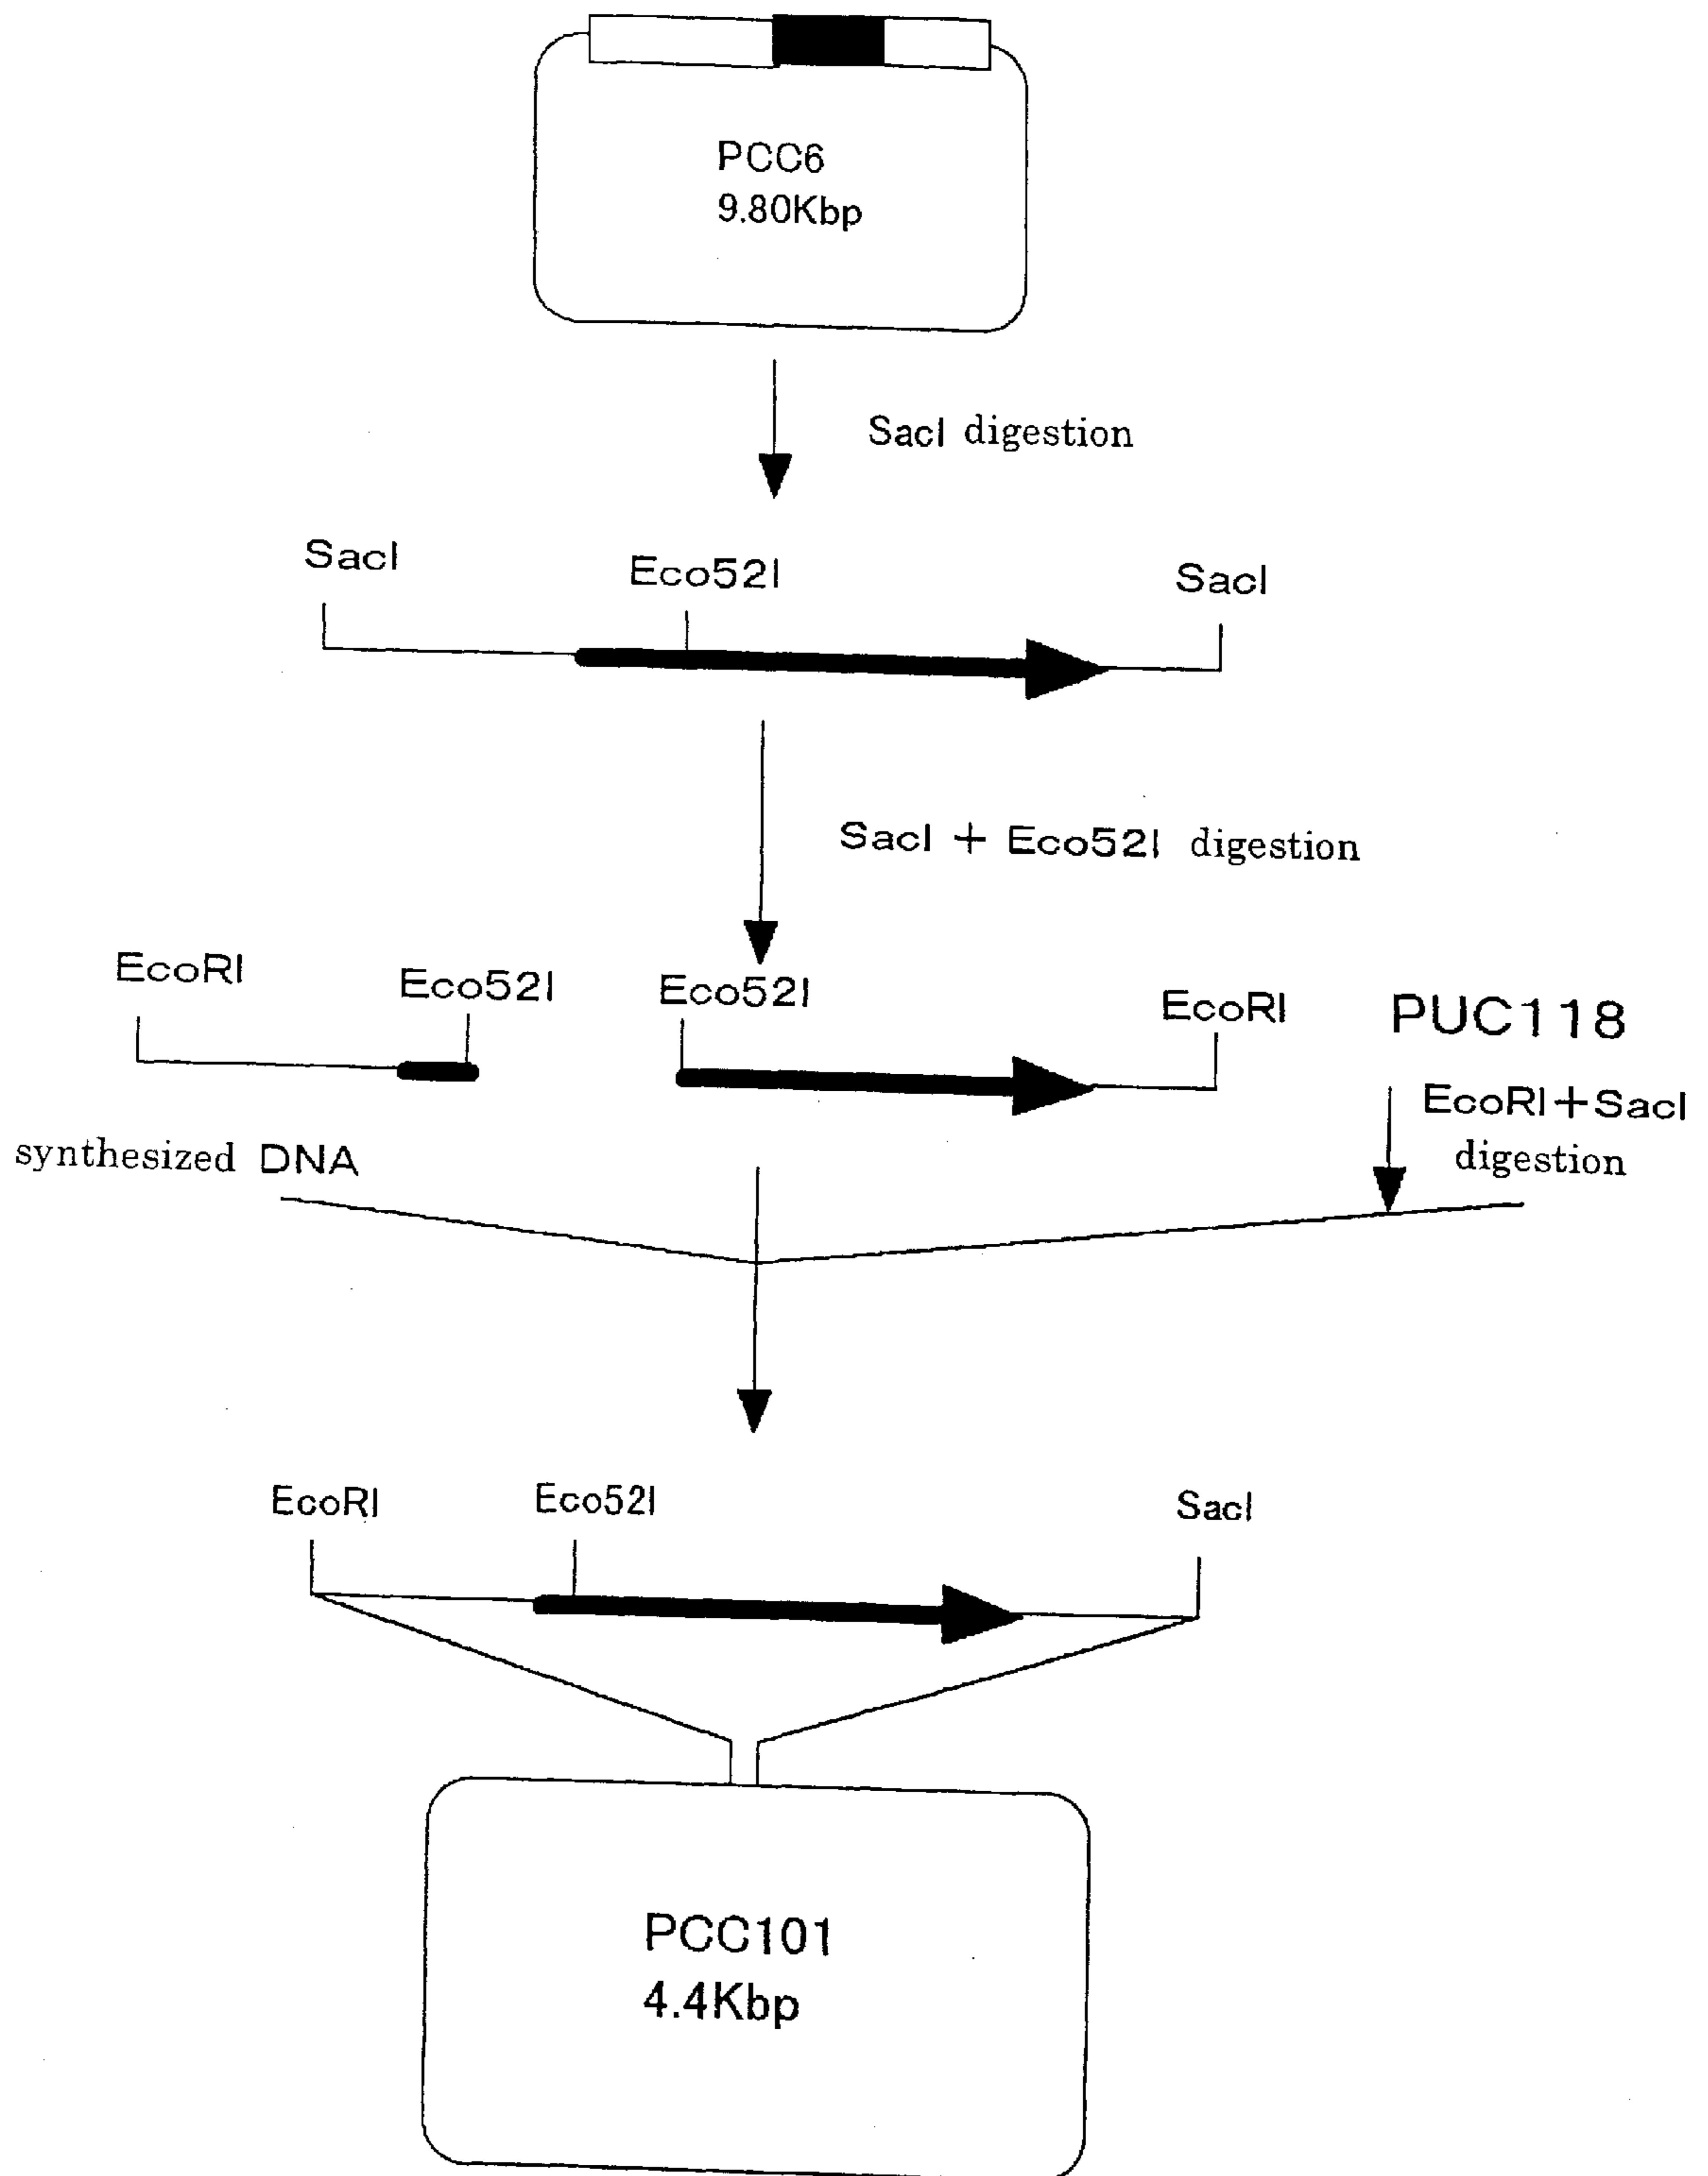 PCC6
9.80Kbp
SacI digestion
SacI
Eco52I
SacI
SacI + Eco52I digestion
EcoRI
Eco52I
Eco52I
EcoRI
PUC118
EcoRI+SacI
digestion
synthesized DNA
EcoRI
Eco52I
SacI
PCC101
4.4Kbp